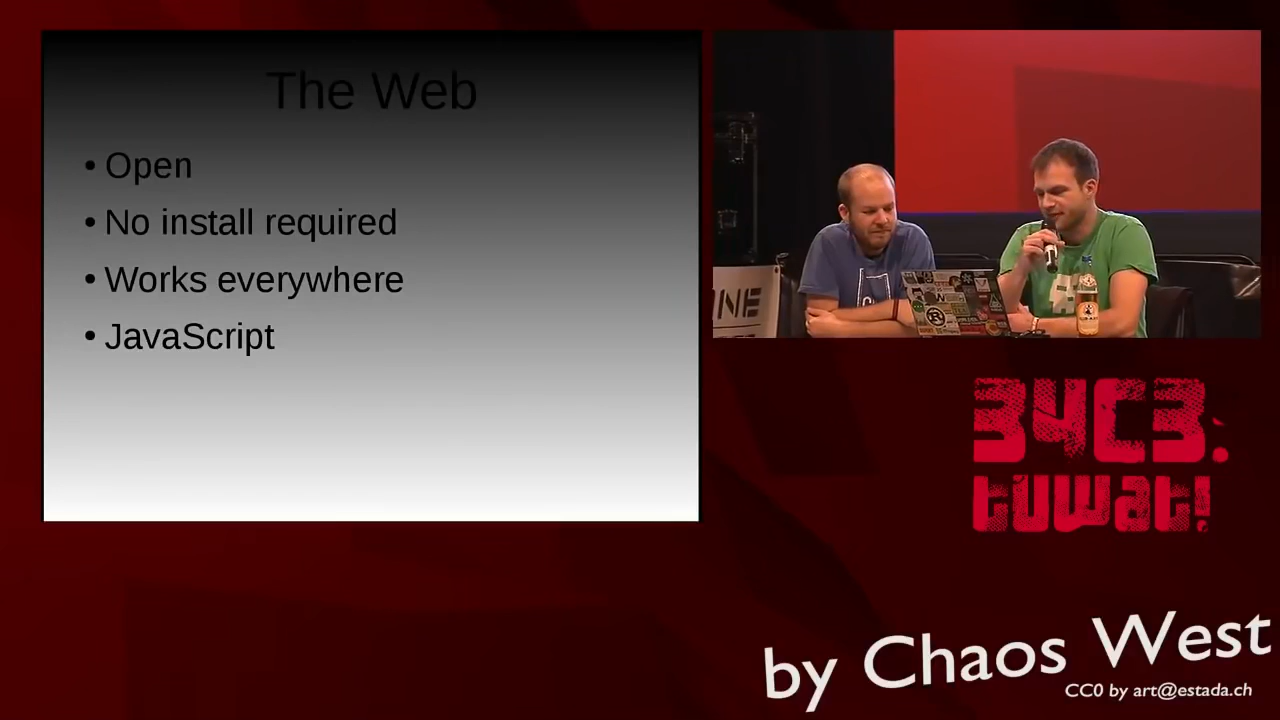 The Web
• Open
• No install required
• Works everywhere
• JavaScript
34C3:
tuwat!
by Chaos West
CC0 by art@estada.ch